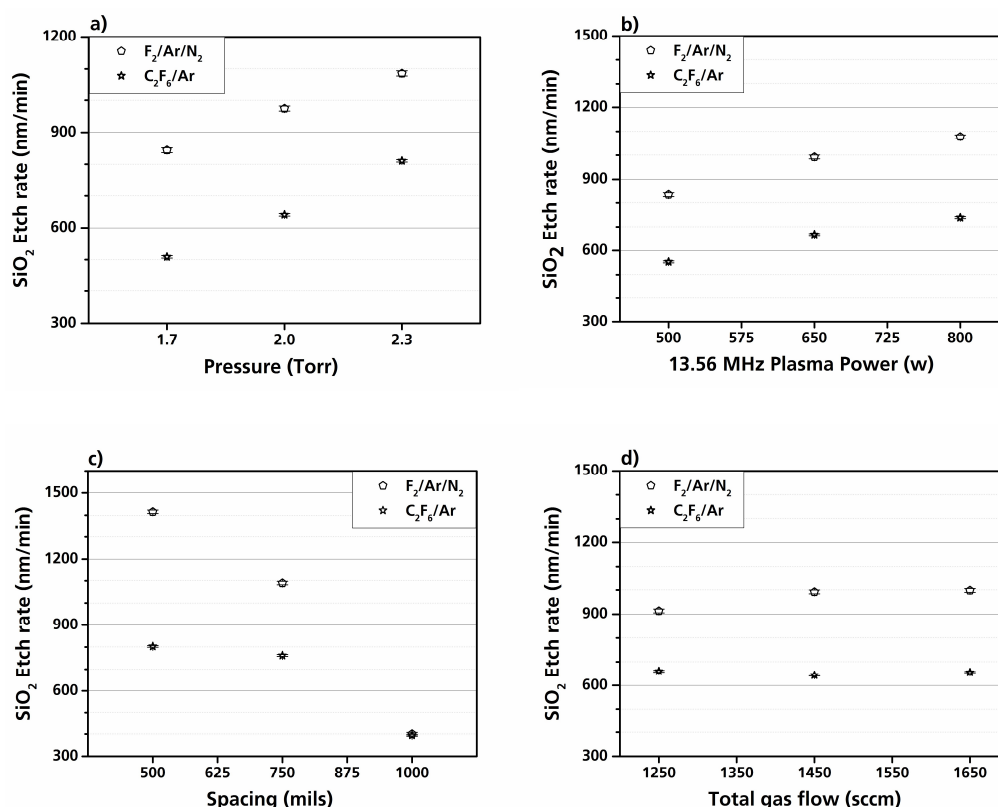 a)
1200
900
600
300
SiO2 Etch rate (nm/min)
F2/Ar/N2
C2F6/Ar
1.7 2.0 2.3
Pressure (Torr)
b)
1500
1200
900
600
300
SiO2 Etch rate (nm/min)
F2/Ar/N2
C2F6/Ar
500 575 650 725 800
13.56 MHz Plasma Power (w)
c)
1500
1200
900
600
300
SiO2 Etch rate (nm/min)
F2/Ar/N2
C2F6/Ar
500 625 750 875 1000
Spacing (mils)
d)
1500
1200
900
600
300
SiO2 Etch rate (nm/min)
F2/Ar/N2
C2F6/Ar
1250 1350 1450 1550 1650
Total gas flow (sccm)